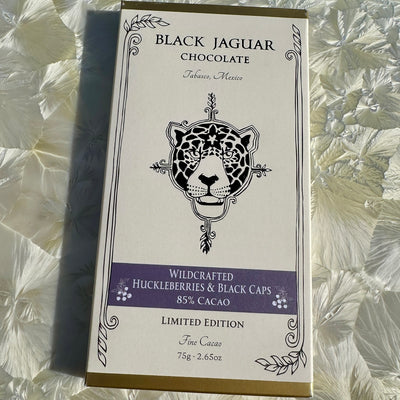 BLACK JAGUAR
CHOCOLATE
Tabasco, Mexico
WILDCRAFTED
HUCKLEBERRIES & BLACK CAPS
85% CACAO
LIMITED EDITION
Fine Cacao
75g - 2.65oz